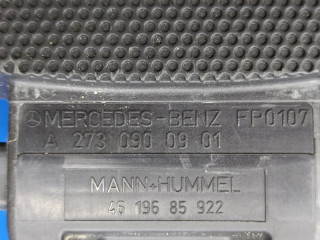 MERCEDES-BENZ FP0107
A 273 090 09 01
MANN+HUMMEL
46 196 85 922